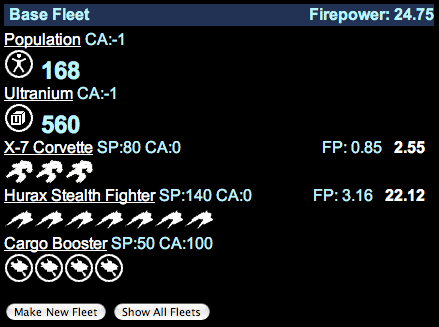 Base Fleet Firepower: 24.75
Population CA:-1
168
Ultranium CA:-1
560
X-7 Corvette SP:80 CA:0 FP: 0.85 2.55
Hurax Stealth Fighter SP:140 CA:0 FP: 3.16 22.12
Cargo Booster SP:50 CA:100
Make New Fleet Show All Fleets